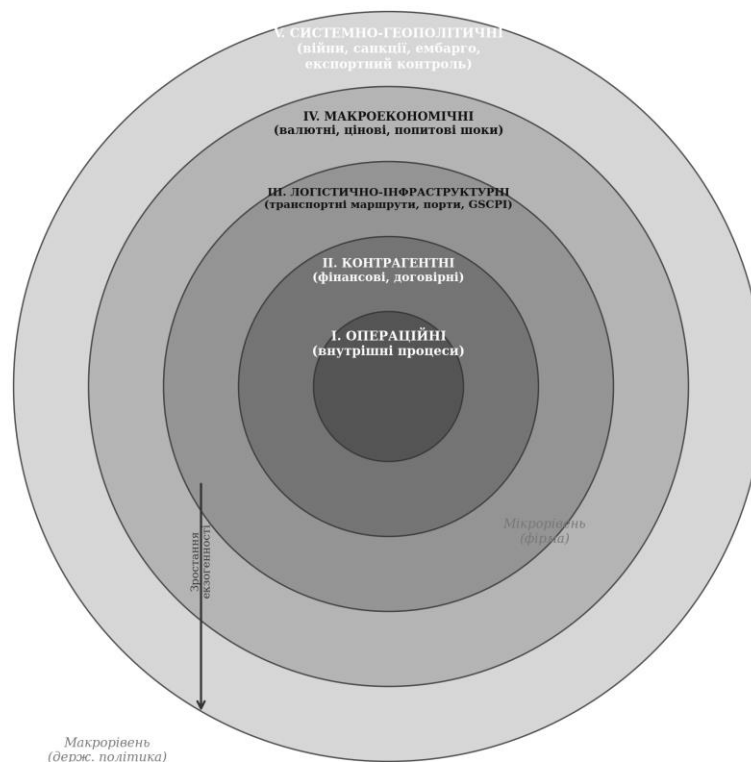 V. СИСТЕМНО-ГЕОПОЛІТИЧНІ
(війни, санкції, ембарго,
експортний контроль)
IV. МАКРОЕКОНОМІЧНІ
(валютні, цінові, попитові шоки)
III. ЛОГІСТИЧНО-ІНФРАСТРУКТУРНІ
(транспортні маршрути, порти, GSCPI)
II. КОНТРАГЕНТНІ
(фінансові, договірні)
I. ОПЕРАЦІЙНІ
(внутрішні процеси)
Мікрорівень
(фірма)
Зростання
екзогенності
Макрорівень
(держ. політика)